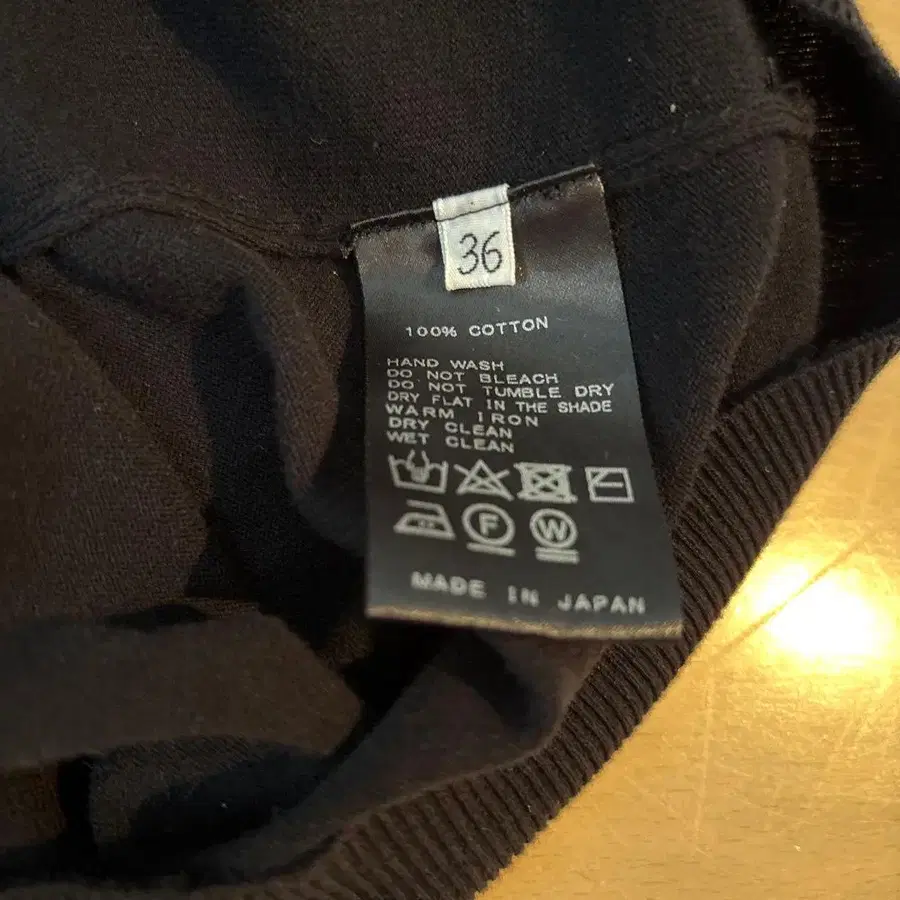 36
100% COTTON
HAND WASH
DO NOT BLEACH
DO NOT TUMBLE DRY
DRY FLAT IN THE SHADE
WARM IRON
DRY CLEAN
WET CLEAN
F
W
MADE IN JAPAN